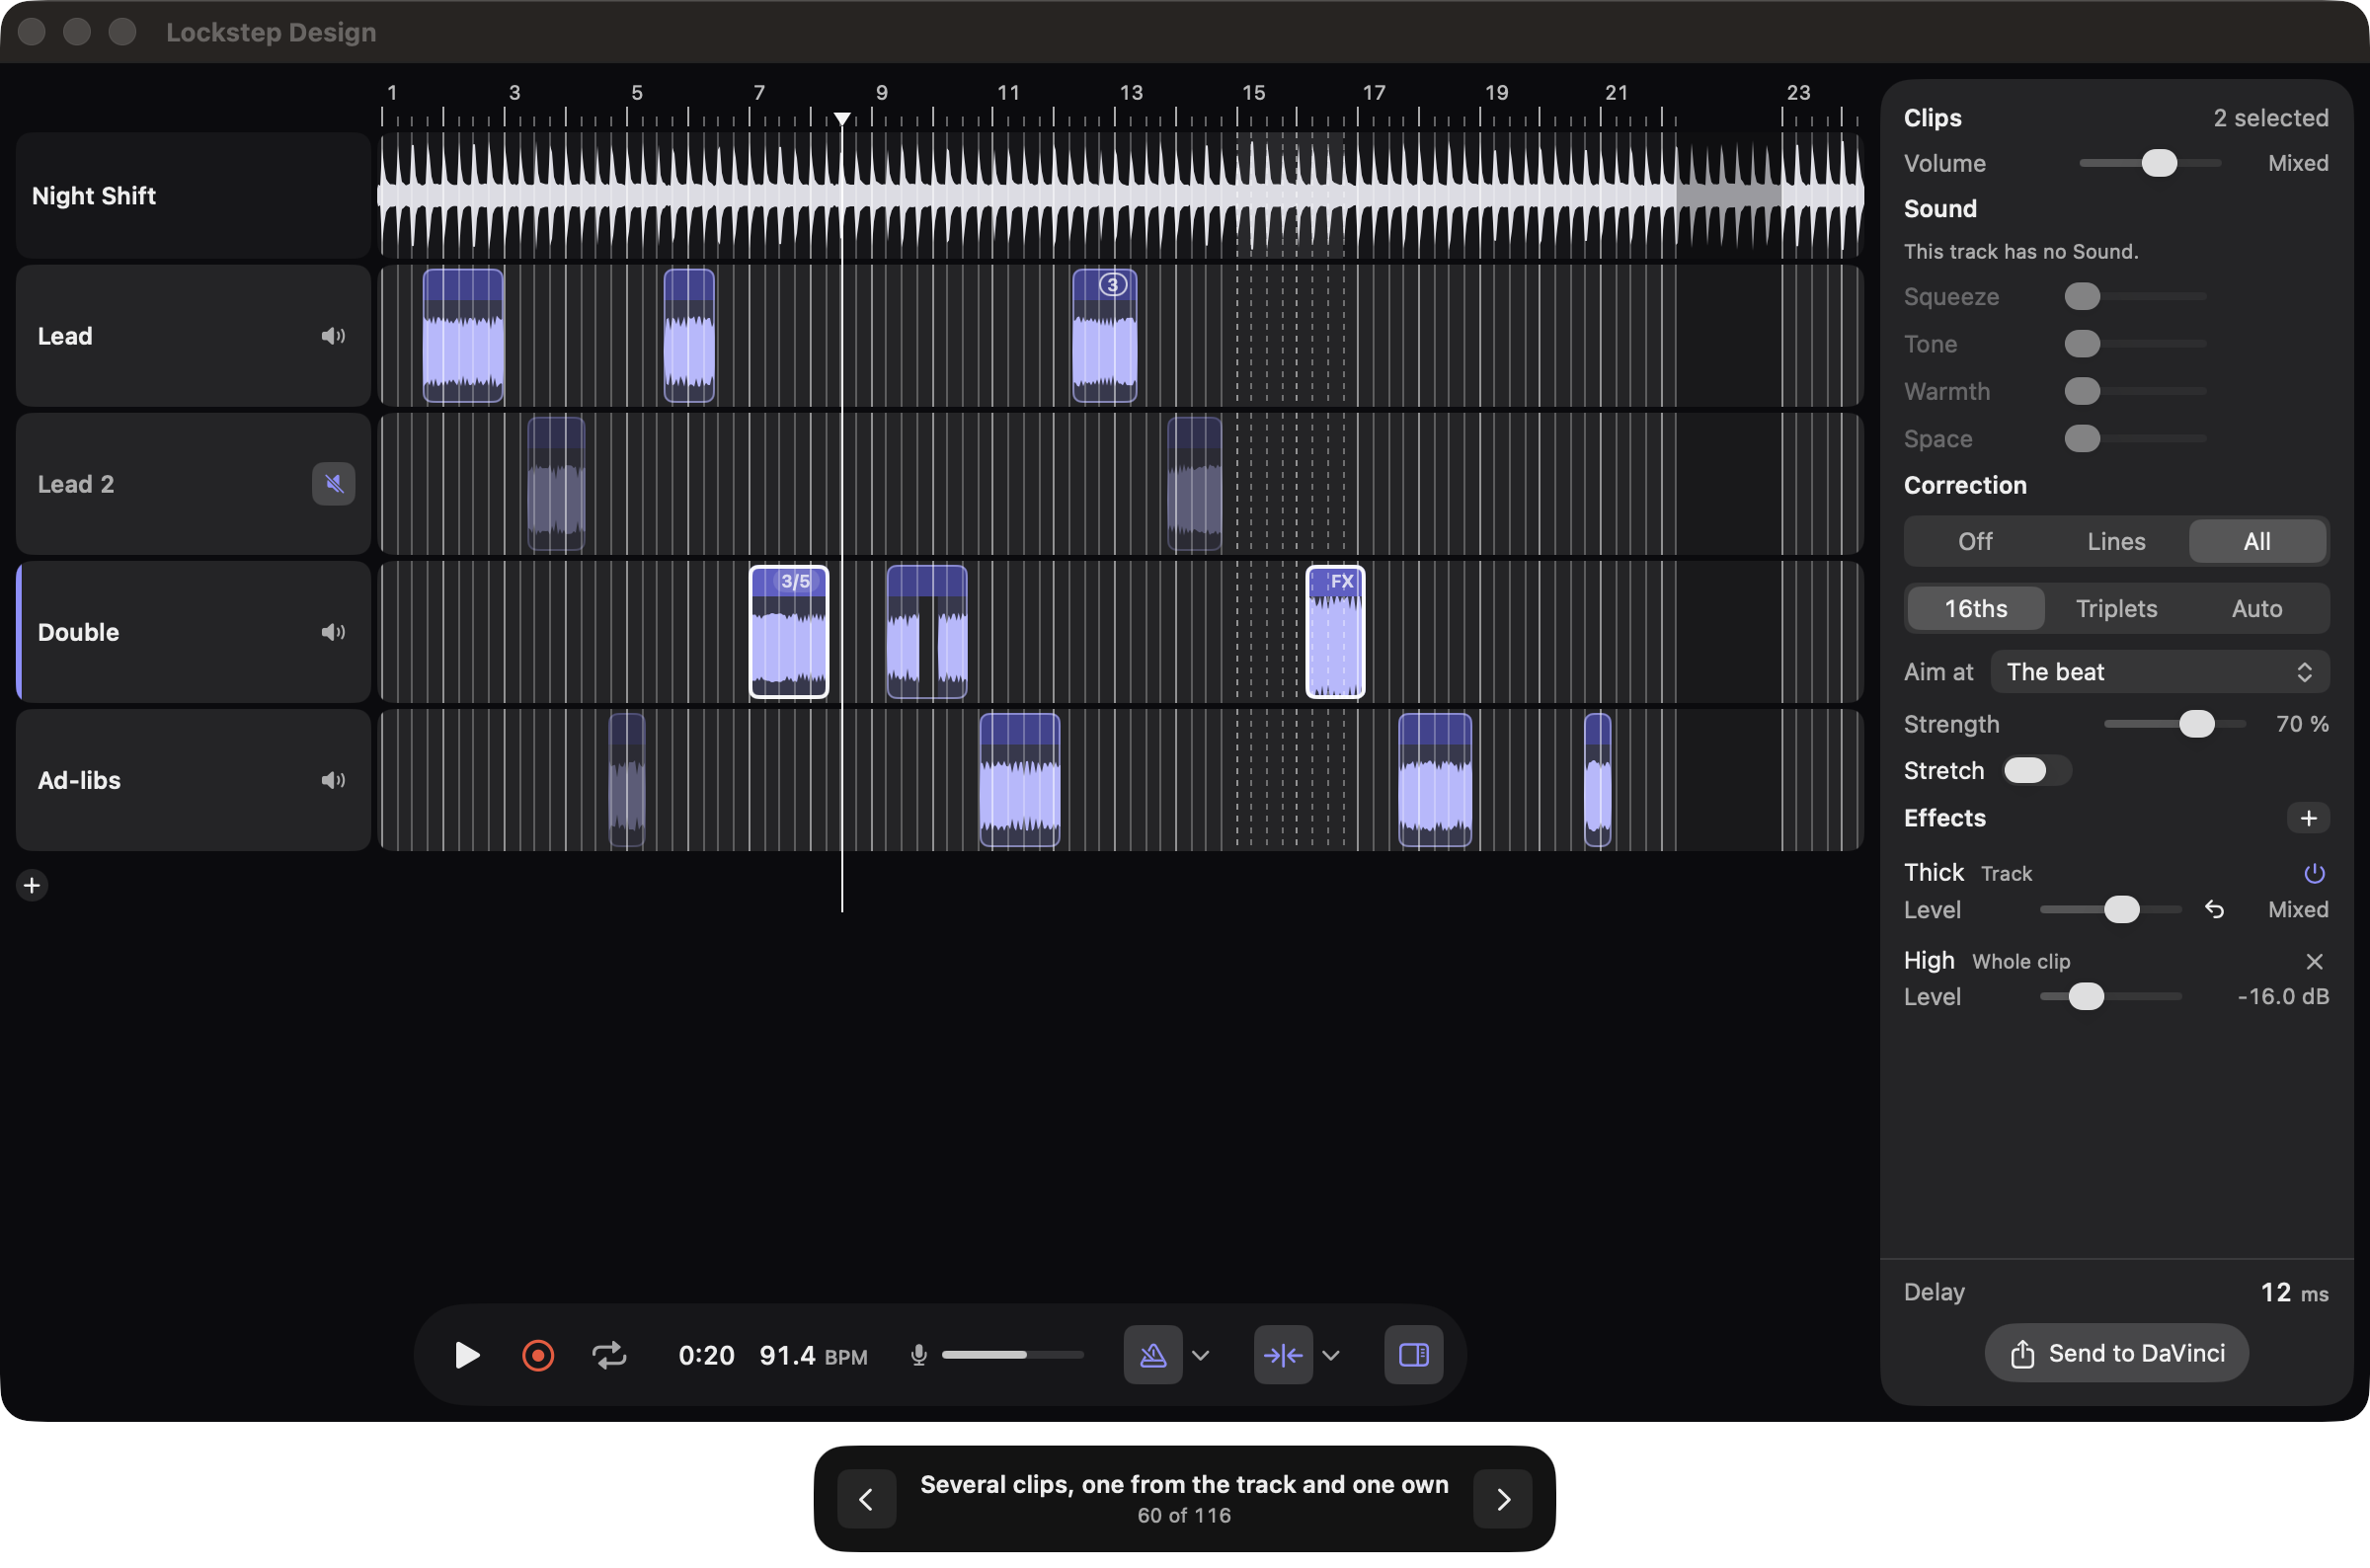 Lockstep Design
1 3 5 7 9 11 13 15 17 19 21 23
Night Shift
Lead
3
Lead 2
Double
3/5
FX
Ad-libs
Clips 2 selected
Volume Mixed
Sound
This track has no Sound.
Squeeze
Tone
Warmth
Space
Correction
Off Lines All
16ths Triplets Auto
Aim at The beat
Strength 70 %
Stretch
Effects
Thick Track
Level Mixed
High Whole clip
Level -16.0 dB
Delay 12 ms
Send to DaVinci
0:20 91.4 BPM
Several clips, one from the track and one own
60 of 116